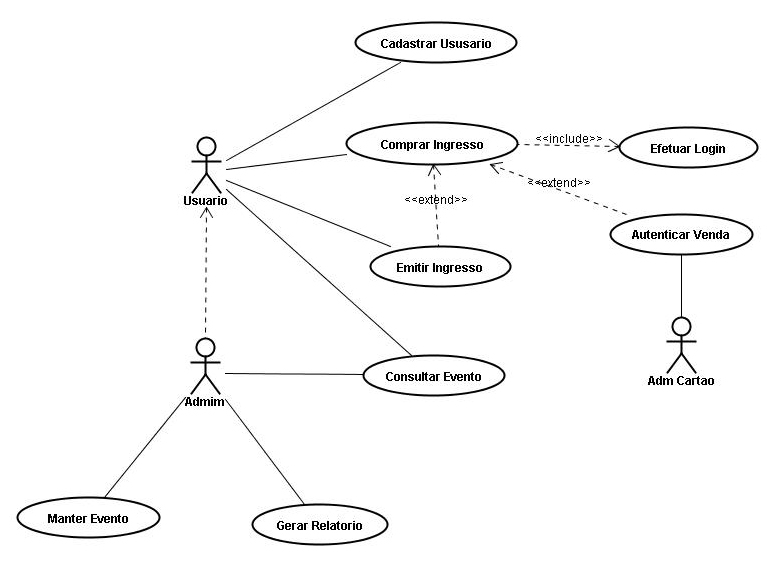 Cadastrar Ususario
Comprar Ingresso
<<include>>
Efetuar Login
Usuario
<<extend>>
<<extend>>
Autenticar Venda
Emitir Ingresso
Adm Cartao
Consultar Evento
Admim
Manter Evento
Gerar Relatorio